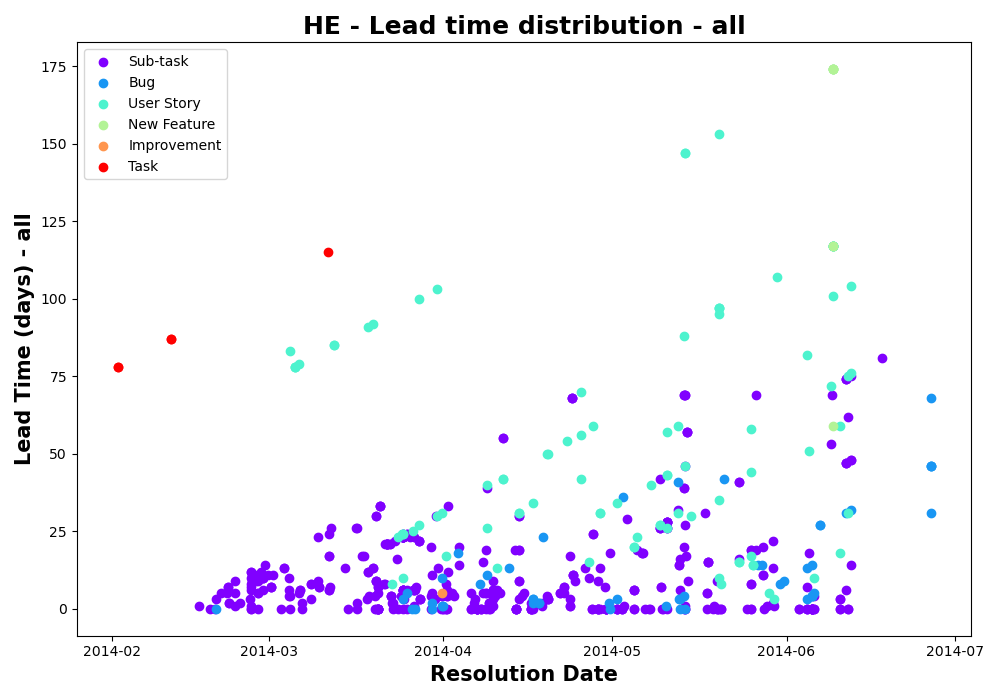 HE - Lead time distribution - all
Sub-task
Bug
User Story
New Feature
Improvement
Task
Lead Time (days) - all
175
150
125
100
75
50
25
0
2014-02
2014-03
2014-04
2014-05
2014-06
2014-07
Resolution Date